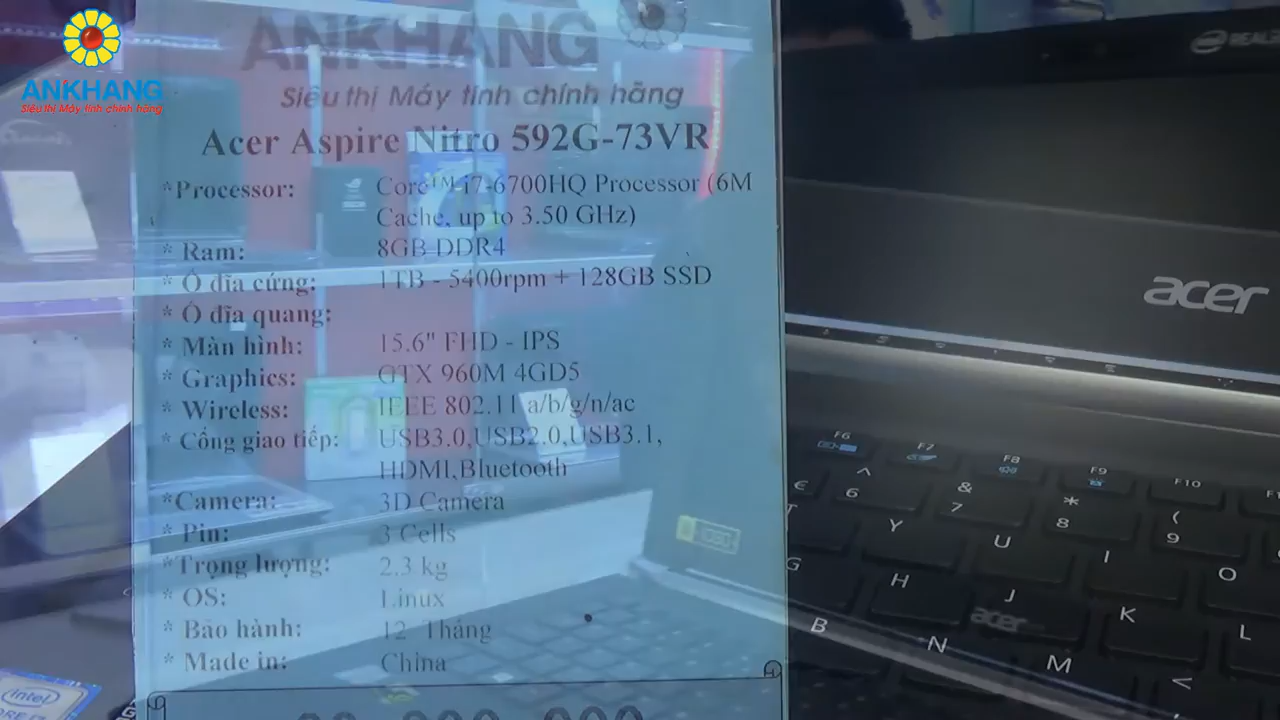 ANKHANG
Siêu thị Máy tính chính hãng
ANKHANG
Siêu thị Máy tính chính hãng
Acer Aspire Nitro 592G-73VR
*Processor: Core™ i7-6700HQ Processor (6M
Cache, up to 3.50 GHz)
* Ram: 8GB DDR4
* Ổ đĩa cứng: 1TB - 5400rpm + 128GB SSD
* Ổ đĩa quang:
* Màn hình: 15.6" FHD - IPS
* Graphics: GTX 960M 4GD5
* Wireless: IEEE 802.11 a/b/g/n/ac
* Cổng giao tiếp: USB3.0,USB2.0,USB3.1,
HDMI,Bluetooth
*Camera: 3D Camera
* Pin: 3 Cells
*Trọng lượng: 2.3 kg
* OS: Linux
* Bảo hành: 12 Tháng
* Made in: China
acer
F6 F7 F8 F9 F10
€ ^ 6 & 7 * 8 ( 9
T Y U I O
G H J K L
B N M <
acer
intel